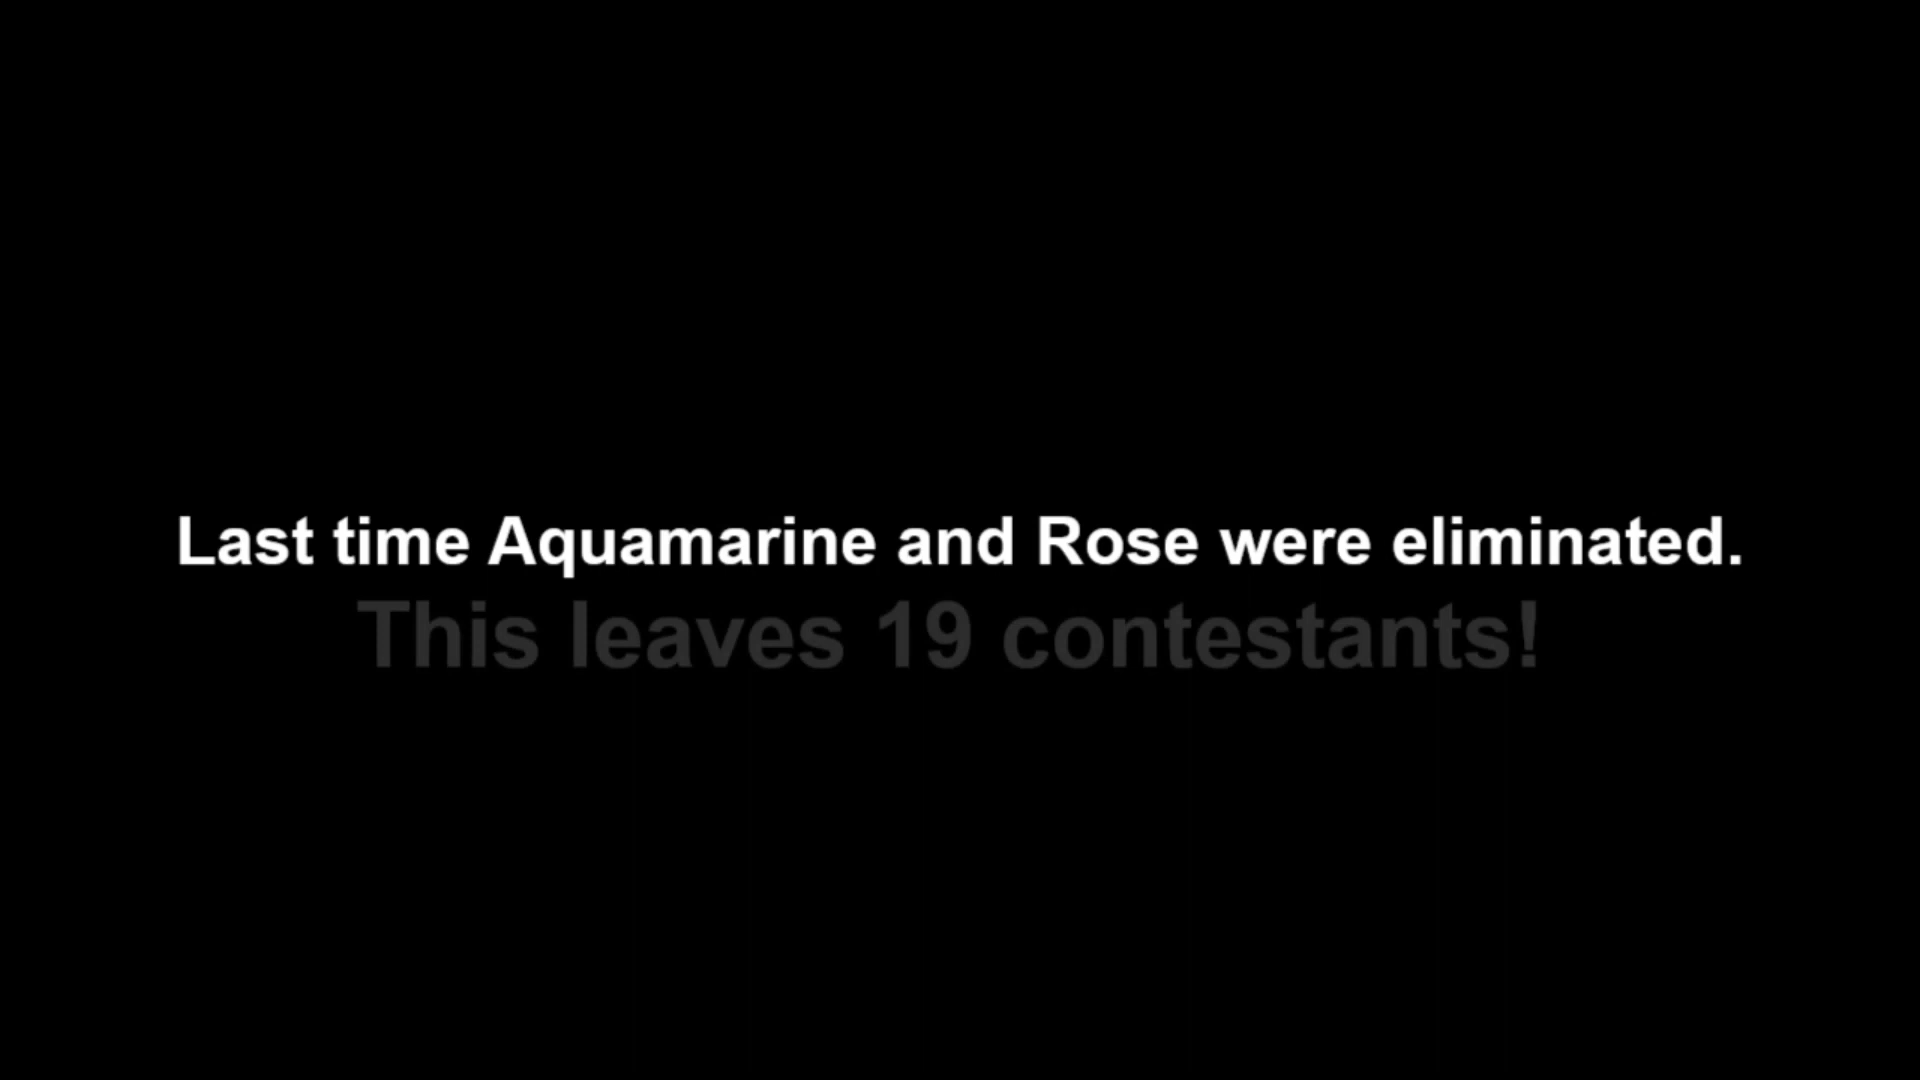 Last time Aquamarine and Rose were eliminated.
This leaves 19 contestants!